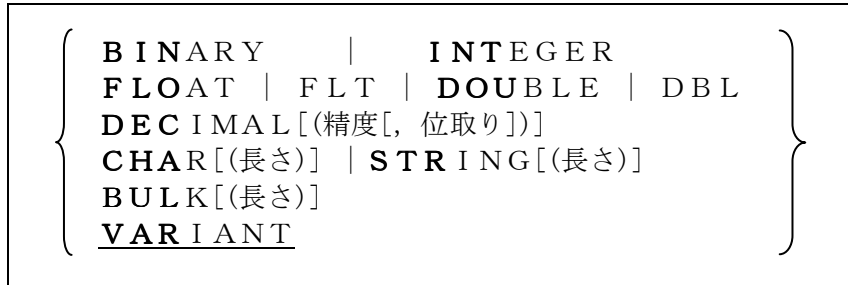 BINARY | INTEGER
FLOAT | FLT | DOUBLE | DBL
DECIMAL[(精度[, 位取り])]
CHAR[(長さ)] | STRING[(長さ)]
BULK[(長さ)]
VARIANT